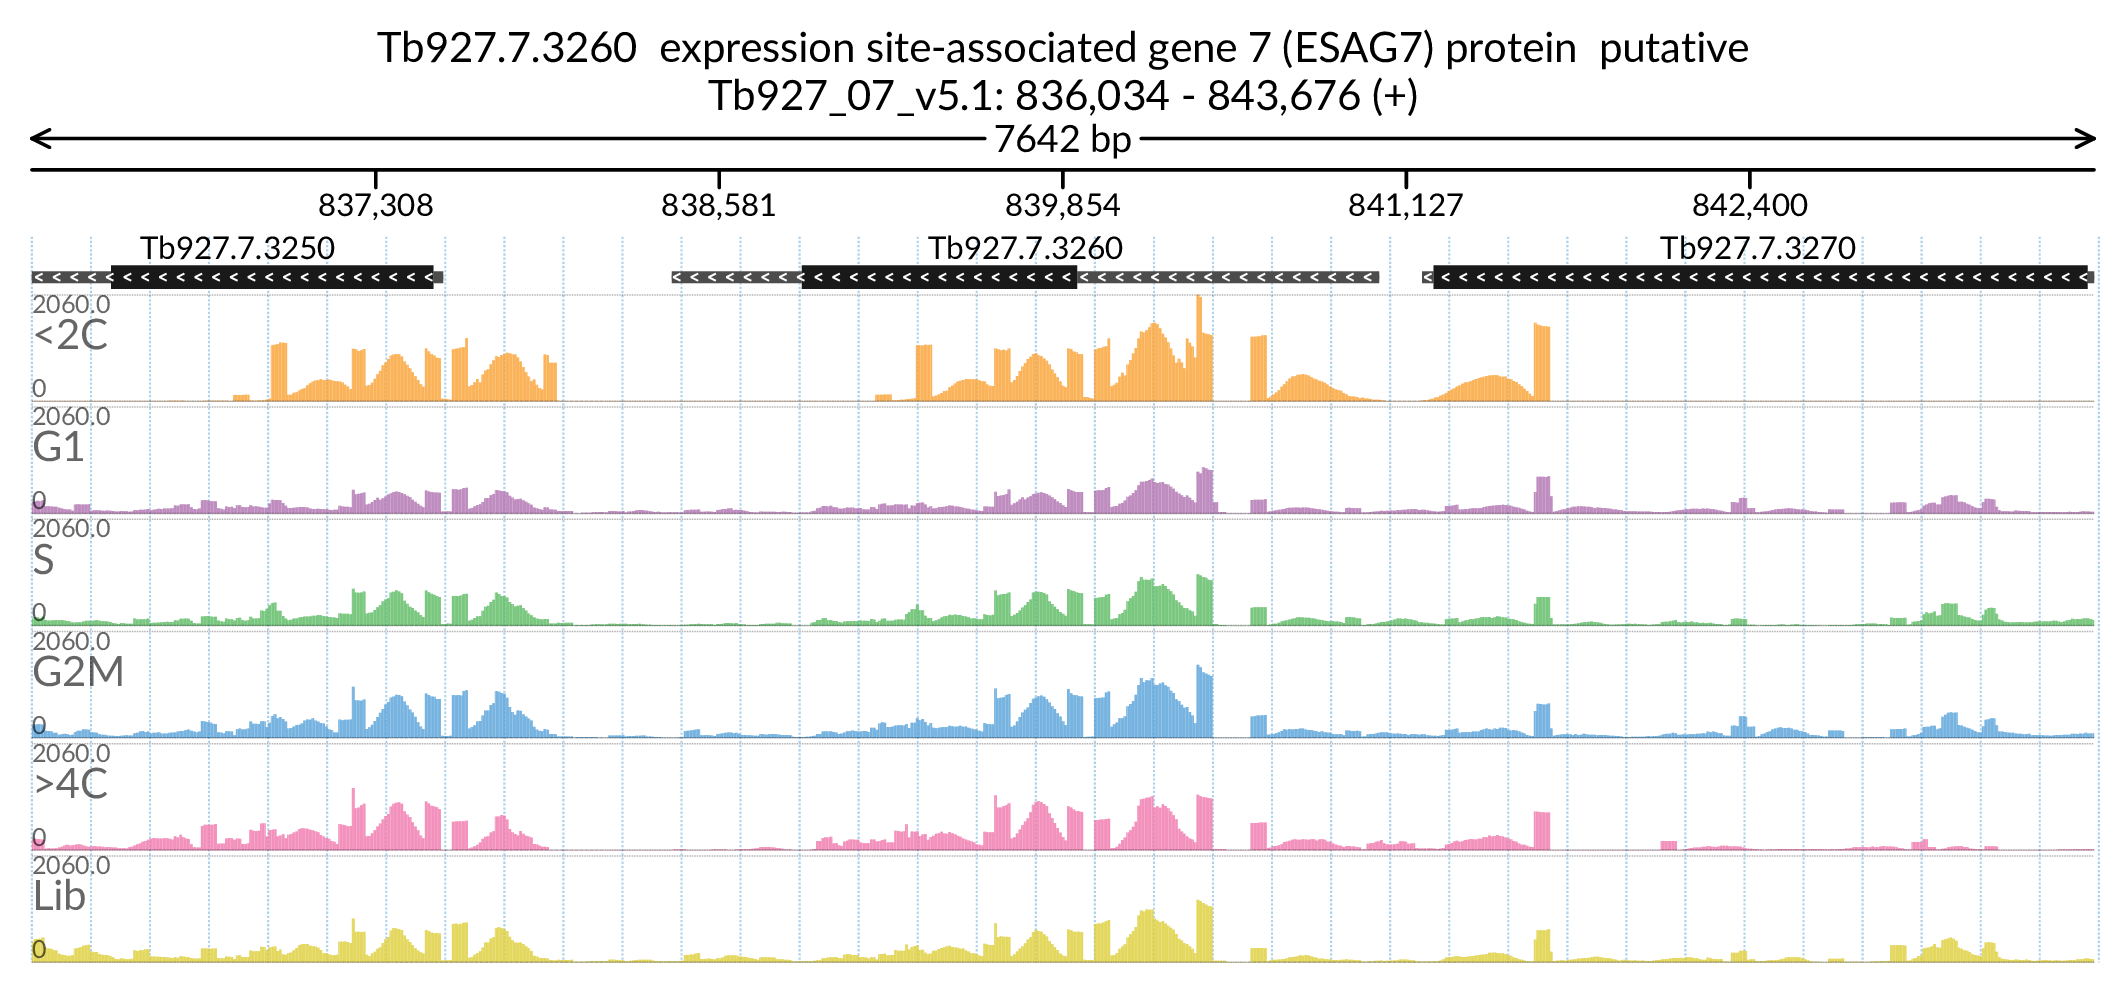 Tb927.7.3260  expression site-associated gene 7 (ESAG7) protein  putative
Tb927_07_v5.1: 836,034 - 843,676 (+)
7642 bp
837,308 838,581 839,854 841,127 842,400
Tb927.7.3250 Tb927.7.3260 Tb927.7.3270
2060.0
<2C
0
2060.0
G1
0
2060.0
S
0
2060.0
G2M
0
2060.0
>4C
0
2060.0
Lib
0